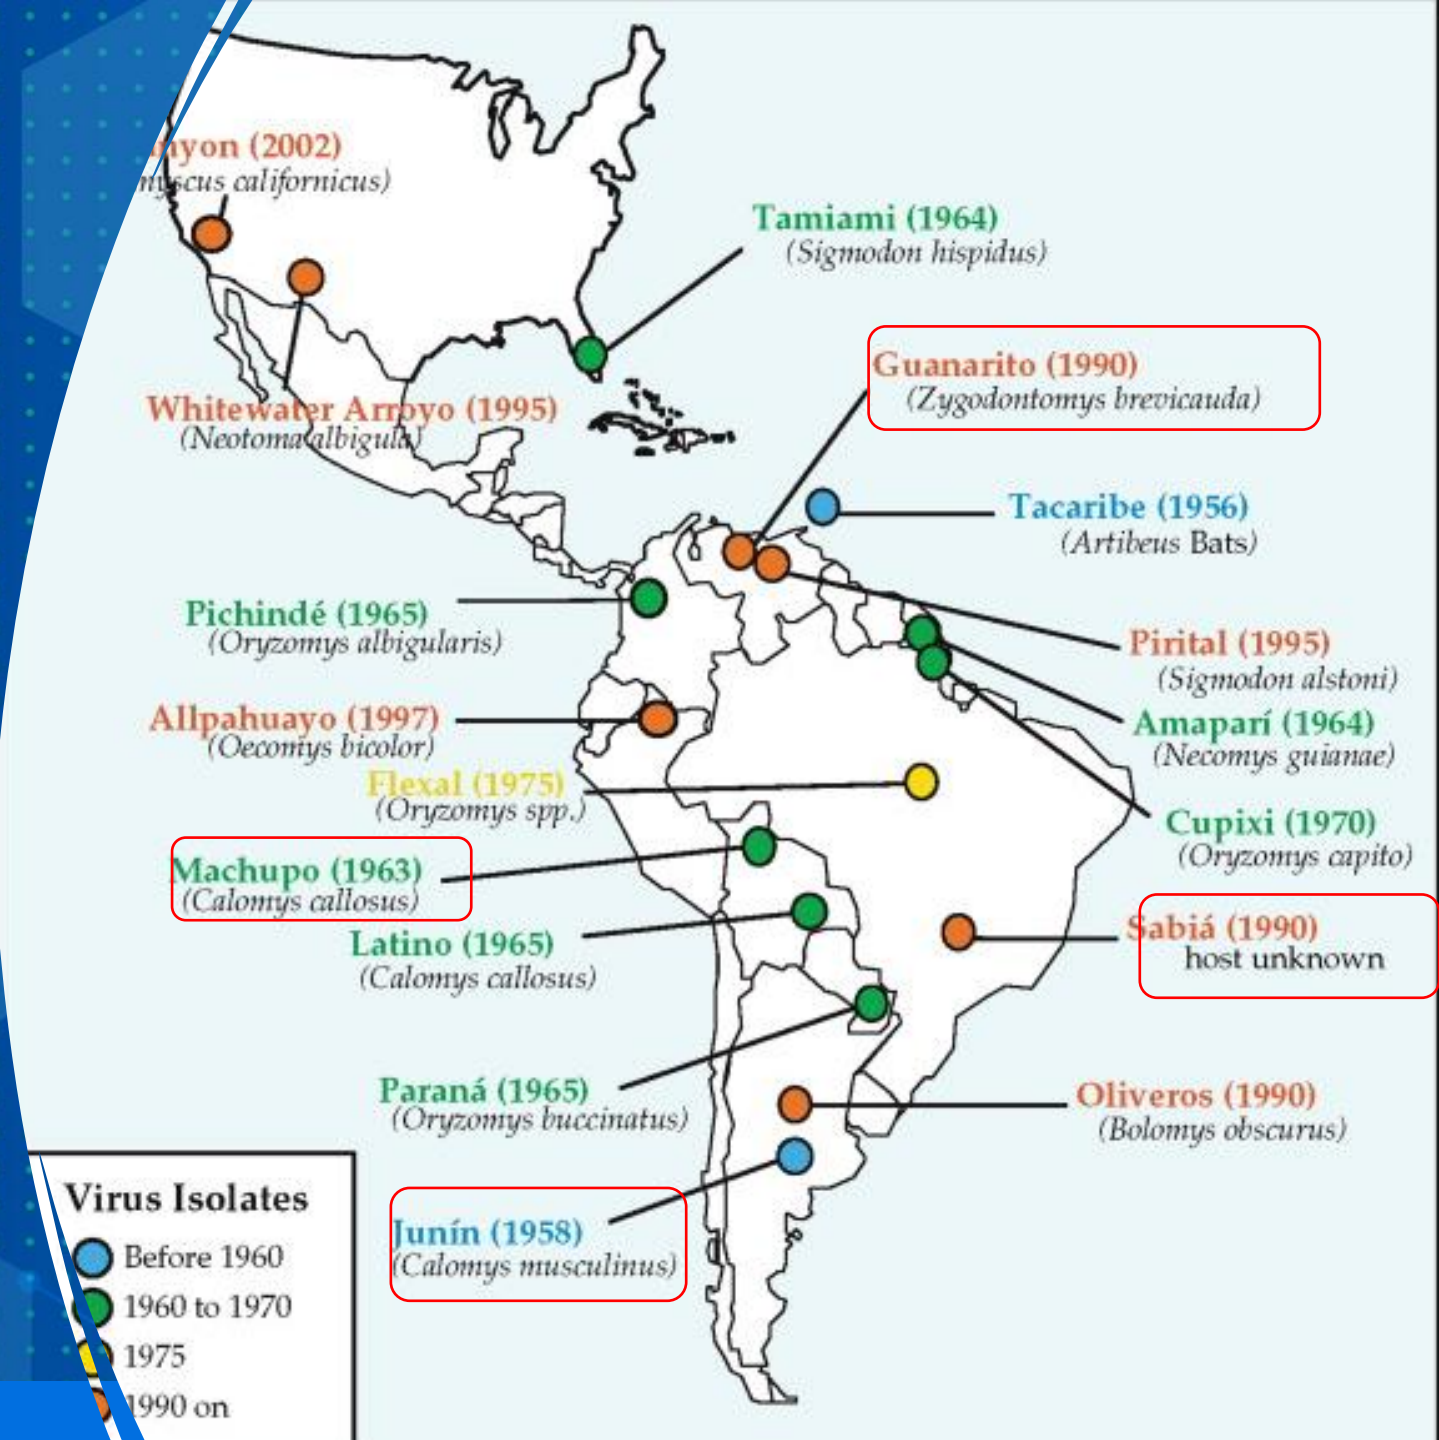 nyon (2002)
nyscus californicus)
Tamiami (1964)
(Sigmodon hispidus)
Guanarito (1990)
(Zygodontomys brevicauda)
Whitewater Arroyo (1995)
(Neotoma albigula)
Tacaribe (1956)
(Artibeus Bats)
Pichindé (1965)
(Oryzomys albigularis)
Pirital (1995)
(Sigmodon alstoni)
Allpahuayo (1997)
(Oecomys bicolor)
Amaparí (1964)
(Necomys guianae)
Flexal (1975)
(Oryzomys spp.)
Cupixi (1970)
(Oryzomys capito)
Machupo (1963)
(Calomys callosus)
Sabiá (1990)
host unknown
Latino (1965)
(Calomys callosus)
Paraná (1965)
(Oryzomys buccinatus)
Oliveros (1990)
(Bolomys obscurus)
Junín (1958)
(Calomys musculinus)
Virus Isolates
Before 1960
1960 to 1970
1975
1990 on